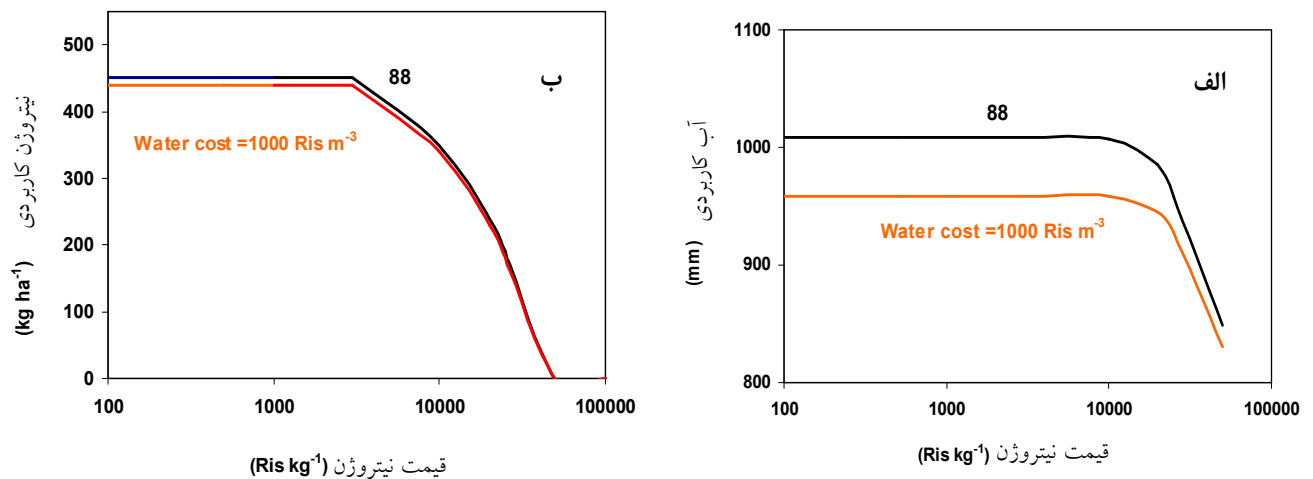 500
400
300
200
100
0
100
1000
10000
100000
88
ب
Water cost =1000 Ris m⁻³
نیتروژن کاربردی
(kg ha⁻¹)
قیمت نیتروژن (Ris kg⁻¹)
1100
1000
900
800
100
1000
10000
100000
الف
88
Water cost =1000 Ris m⁻³
آب کاربردی
(mm)
قیمت نیتروژن (Ris kg⁻¹)